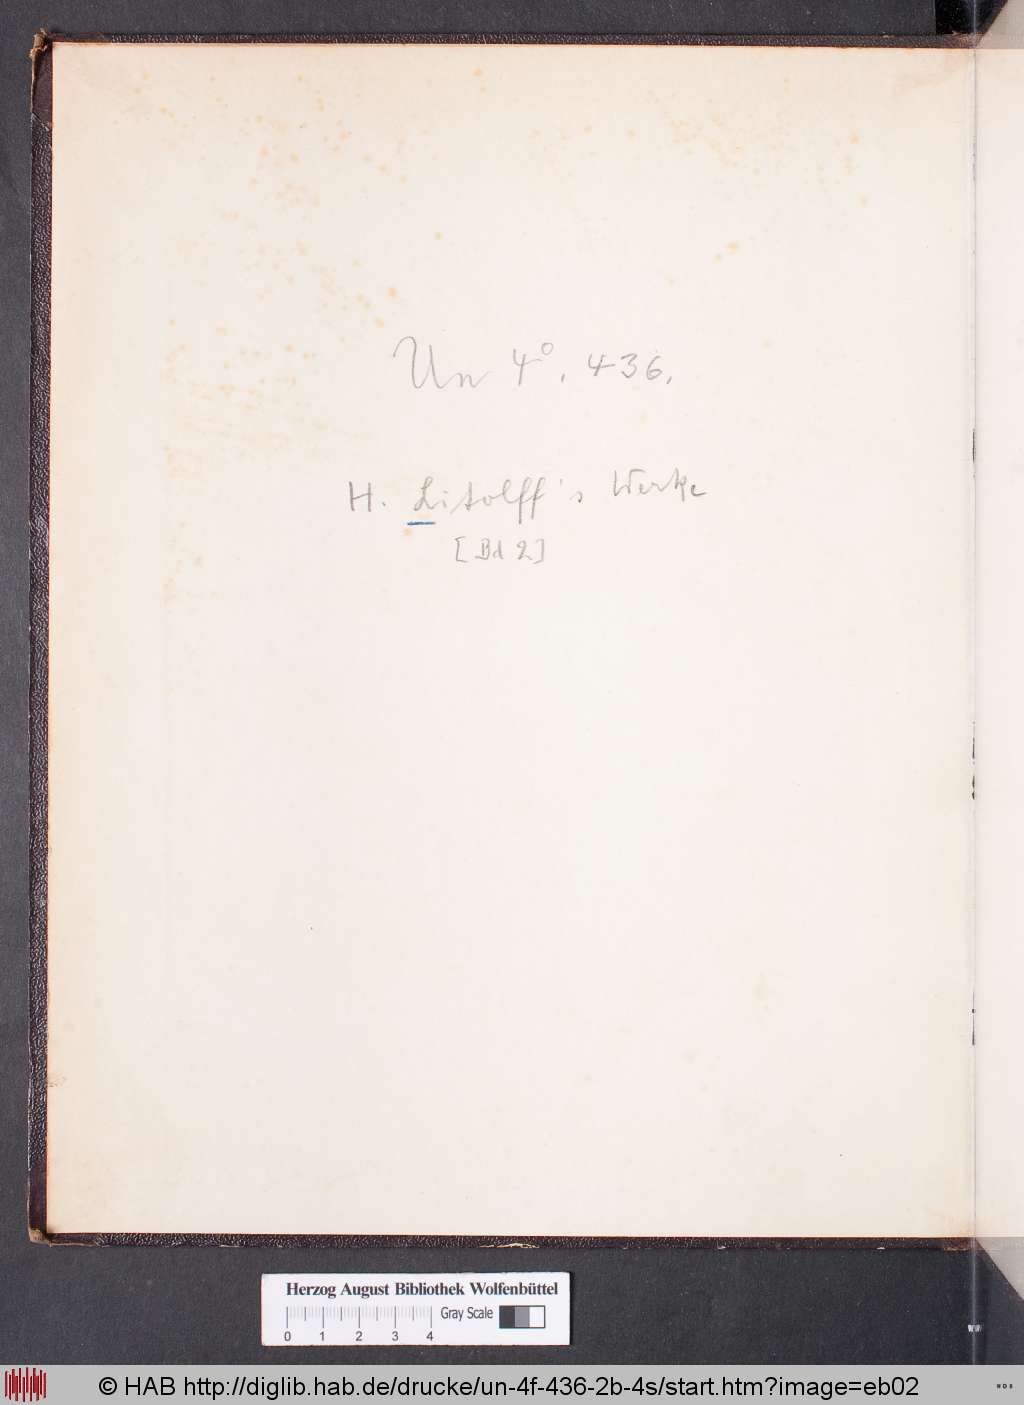 Un 4°. 436.
H. Litolff's Werke
[Bd 2]
Herzog August Bibliothek Wolfenbüttel
Gray Scale
0 1 2 3 4
© HAB http://diglib.hab.de/drucke/un-4f-436-2b-4s/start.htm?image=eb02